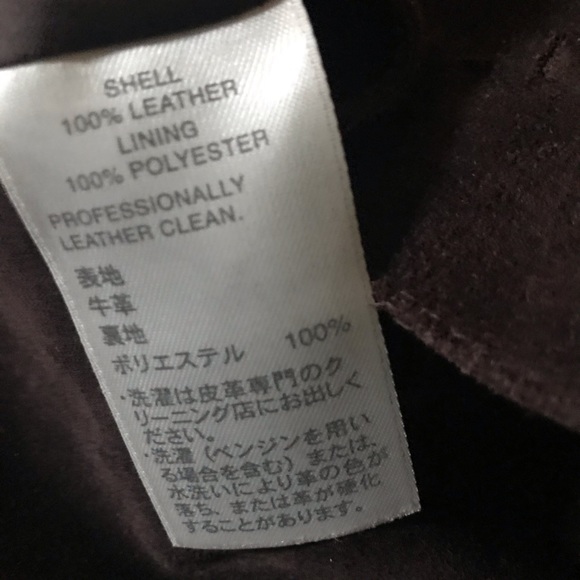 SHELL
100% LEATHER
LINING
100% POLYESTER
PROFESSIONALLY
LEATHER CLEAN.
表地
牛革
裏地
ポリエステル 100%
・洗濯は皮革専門のク
リーニング店にお出しく
ださい。
・洗濯（ベンジンを用い
る場合を含む）または、
水洗いにより革の色が
落ち、または革が硬化
することがあります。